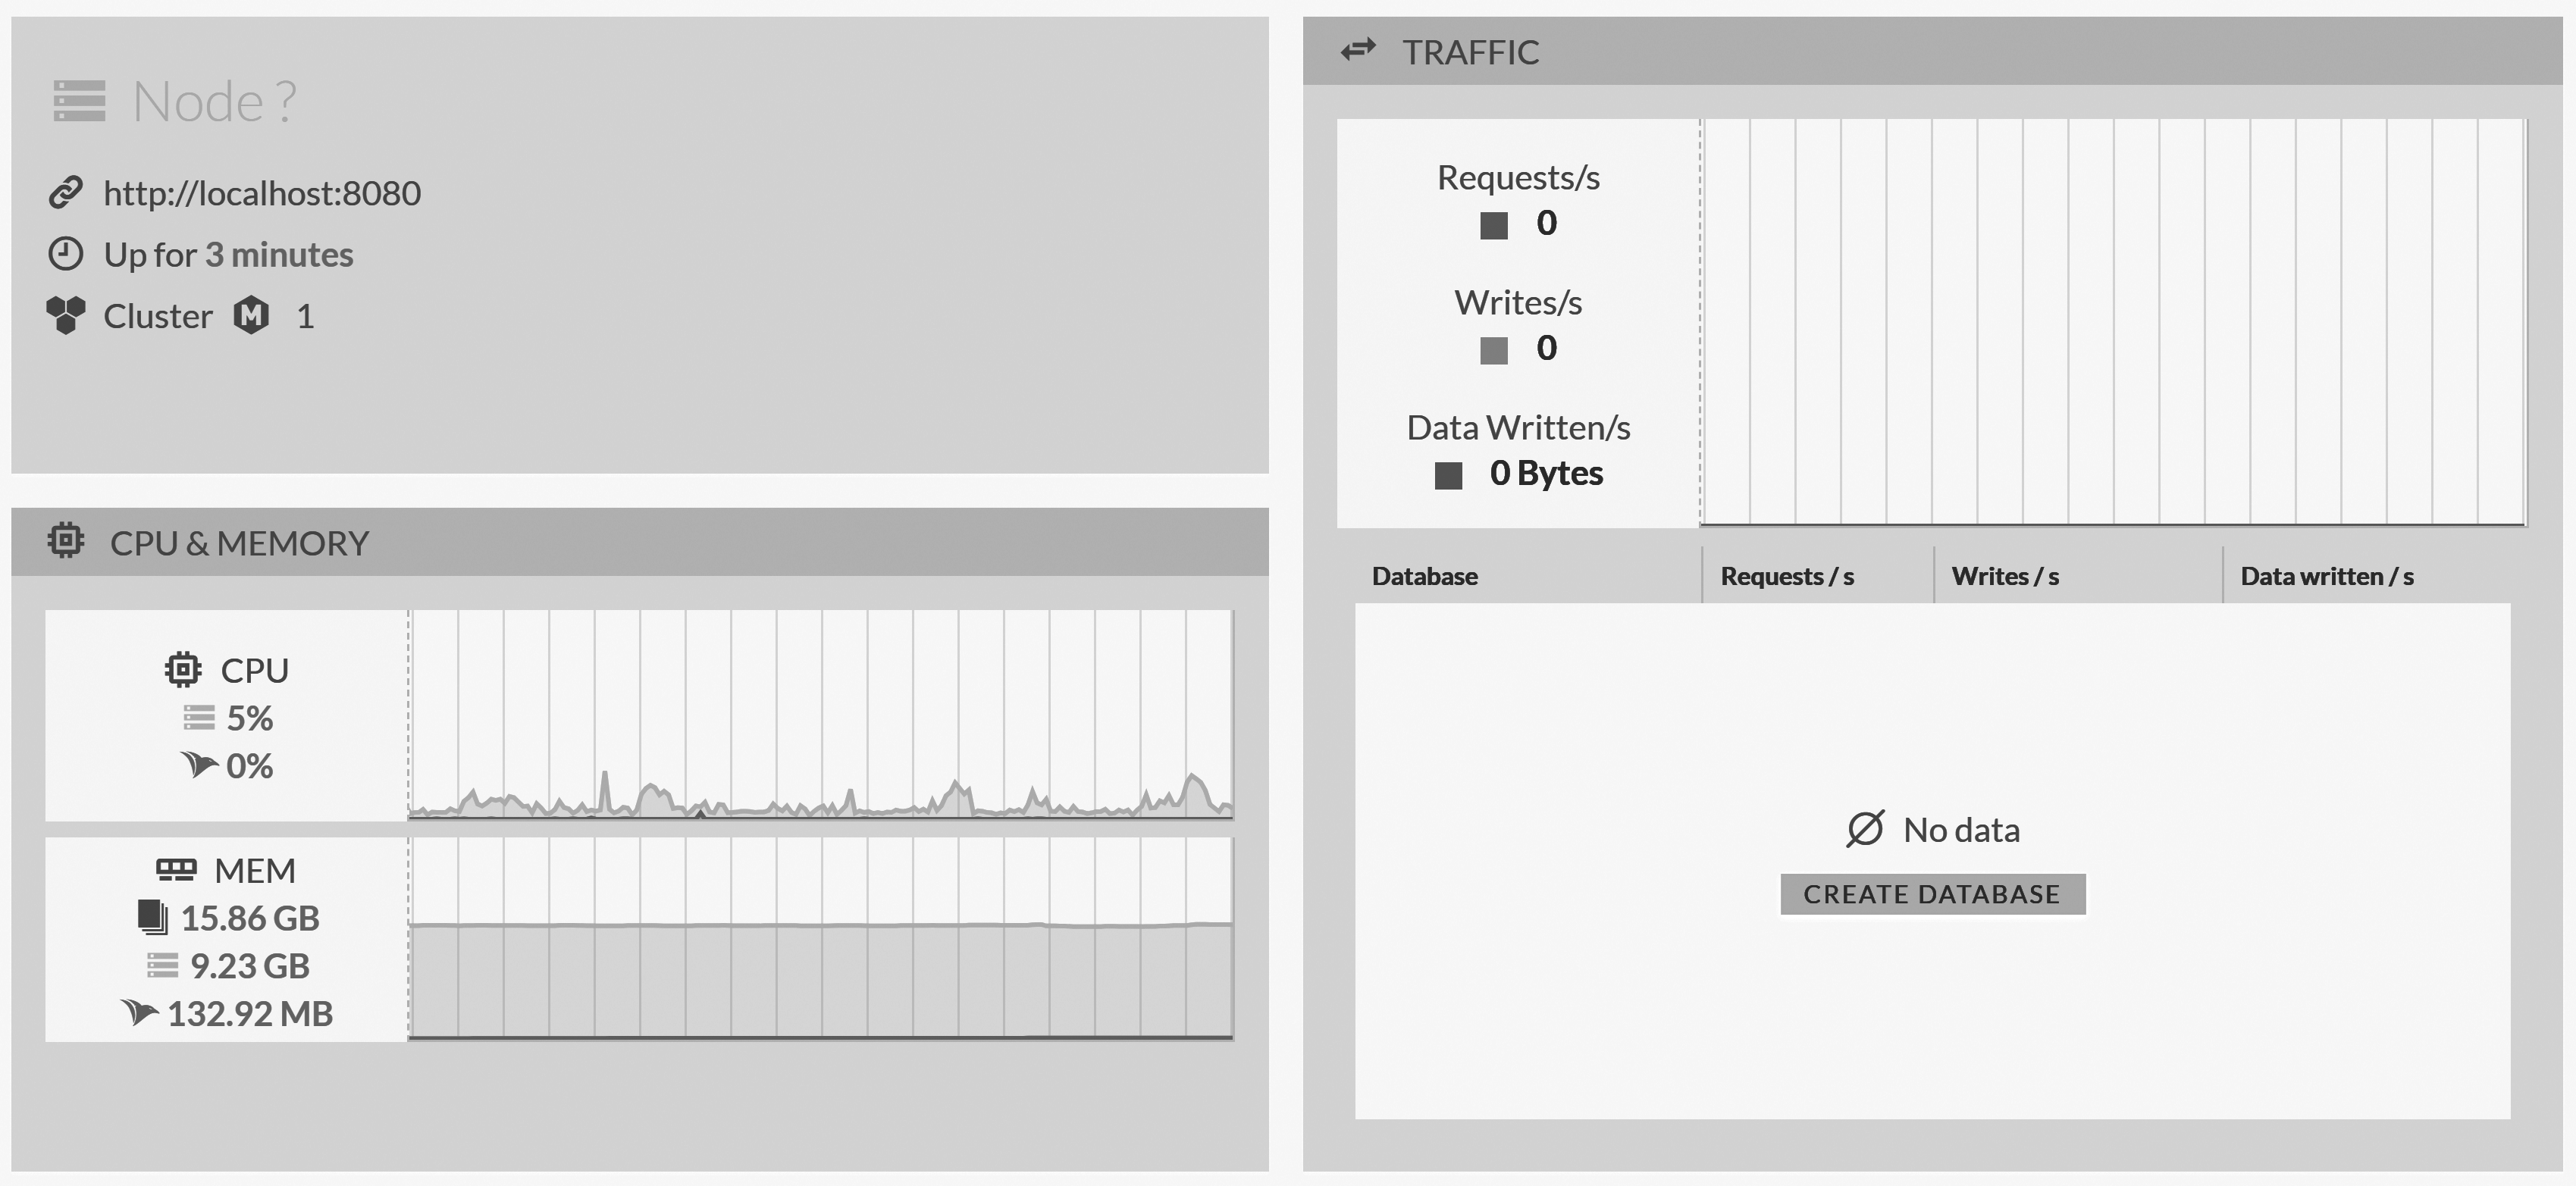 Node ?
http://localhost:8080
Up for 3 minutes
Cluster M 1
CPU & MEMORY
CPU
5%
0%
MEM
15.86 GB
9.23 GB
132.92 MB
TRAFFIC
Requests/s
0
Writes/s
0
Data Written/s
0 Bytes
Database Requests / s Writes / s Data written / s
No data
CREATE DATABASE